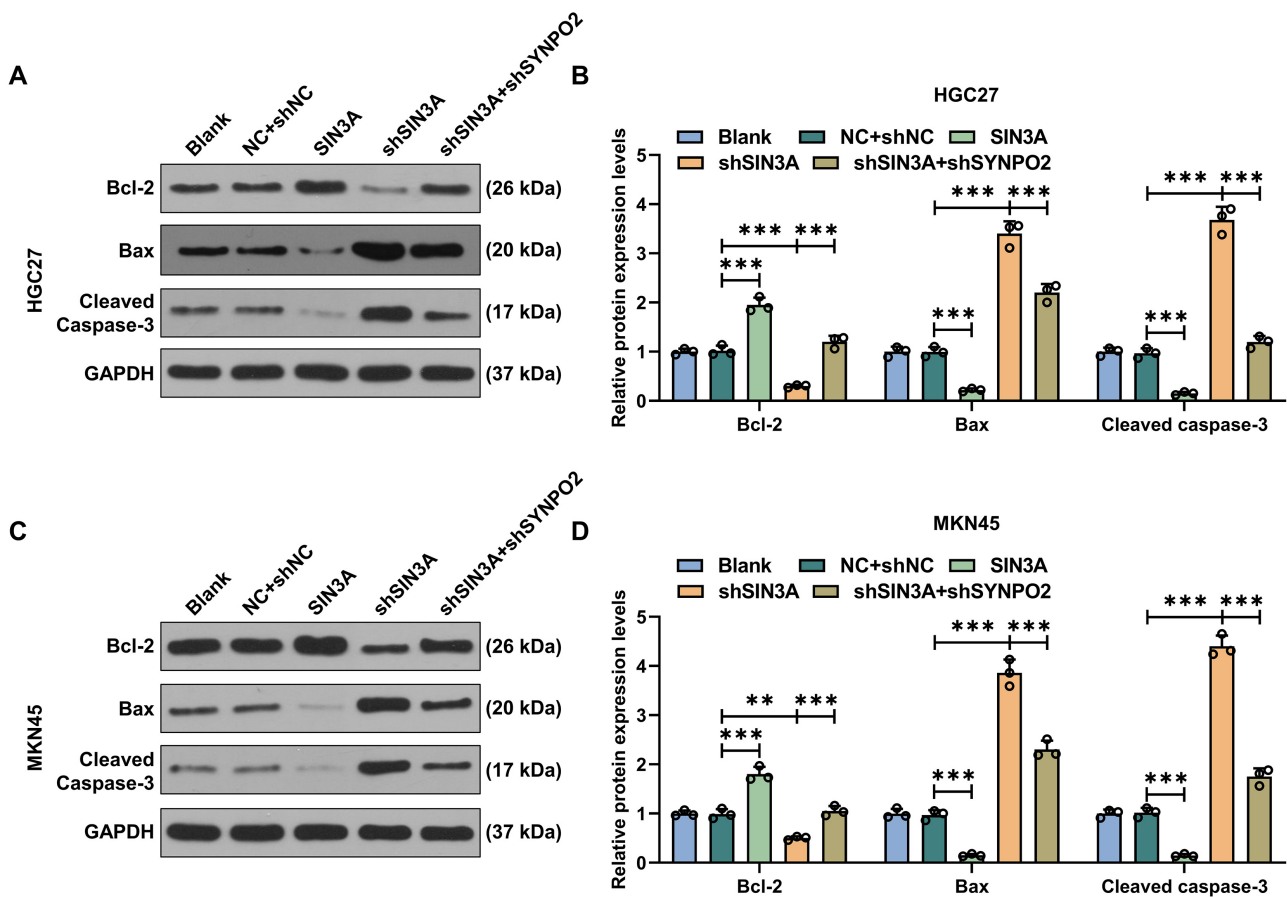 A
Blank
NC+shNC
SIN3A
shSIN3A
shSIN3A+shSYNPO2
HGC27
Bcl-2
(26 kDa)
Bax
(20 kDa)
Cleaved
Caspase-3
(17 kDa)
GAPDH
(37 kDa)
B
HGC27
Blank
NC+shNC
SIN3A
shSIN3A
shSIN3A+shSYNPO2
Relative protein expression levels
5
4
3
2
1
0
***
***
***
***
***
***
***
***
***
Bcl-2
Bax
Cleaved caspase-3
C
Blank
NC+shNC
SIN3A
shSIN3A
shSIN3A+shSYNPO2
MKN45
Bcl-2
(26 kDa)
Bax
(20 kDa)
Cleaved
Caspase-3
(17 kDa)
GAPDH
(37 kDa)
D
MKN45
Blank
NC+shNC
SIN3A
shSIN3A
shSIN3A+shSYNPO2
Relative protein expression levels
5
4
3
2
1
0
**
***
***
***
***
***
***
***
***
Bcl-2
Bax
Cleaved caspase-3